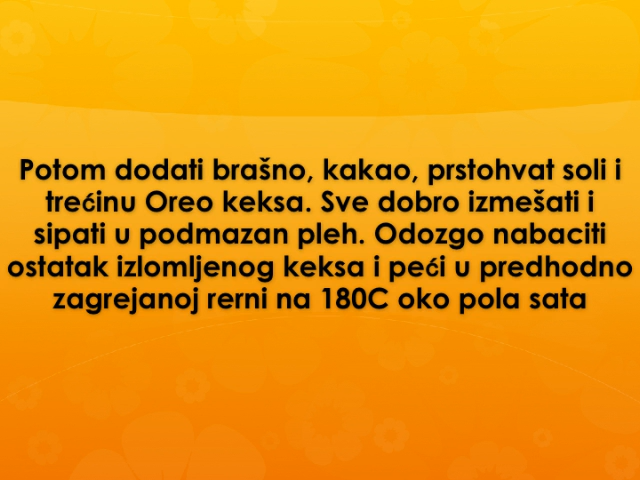 Potom dodati brašno, kakao, prstohvat soli i
trećinu Oreo keksa. Sve dobro izmešati i
sipati u podmazan pleh. Odozgo nabaciti
ostatak izlomljenog keksa i peći u predhodno
zagrejanoj rerni na 180C oko pola sata